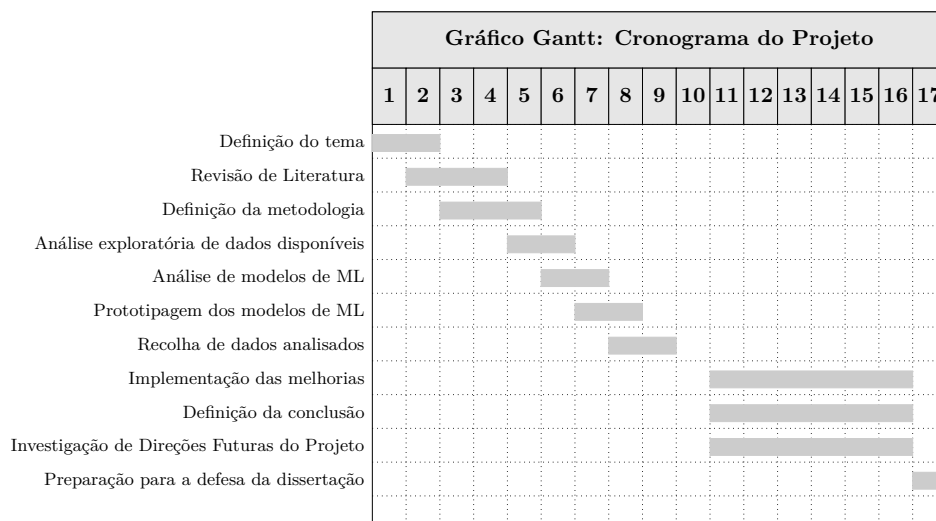 Gráfico Gantt: Cronograma do Projeto
1 2 3 4 5 6 7 8 9 10 11 12 13 14 15 16 17
Definição do tema
Revisão de Literatura
Definição da metodologia
Análise exploratória de dados disponíveis
Análise de modelos de ML
Prototipagem dos modelos de ML
Recolha de dados analisados
Implementação das melhorias
Definição da conclusão
Investigação de Direções Futuras do Projeto
Preparação para a defesa da dissertação